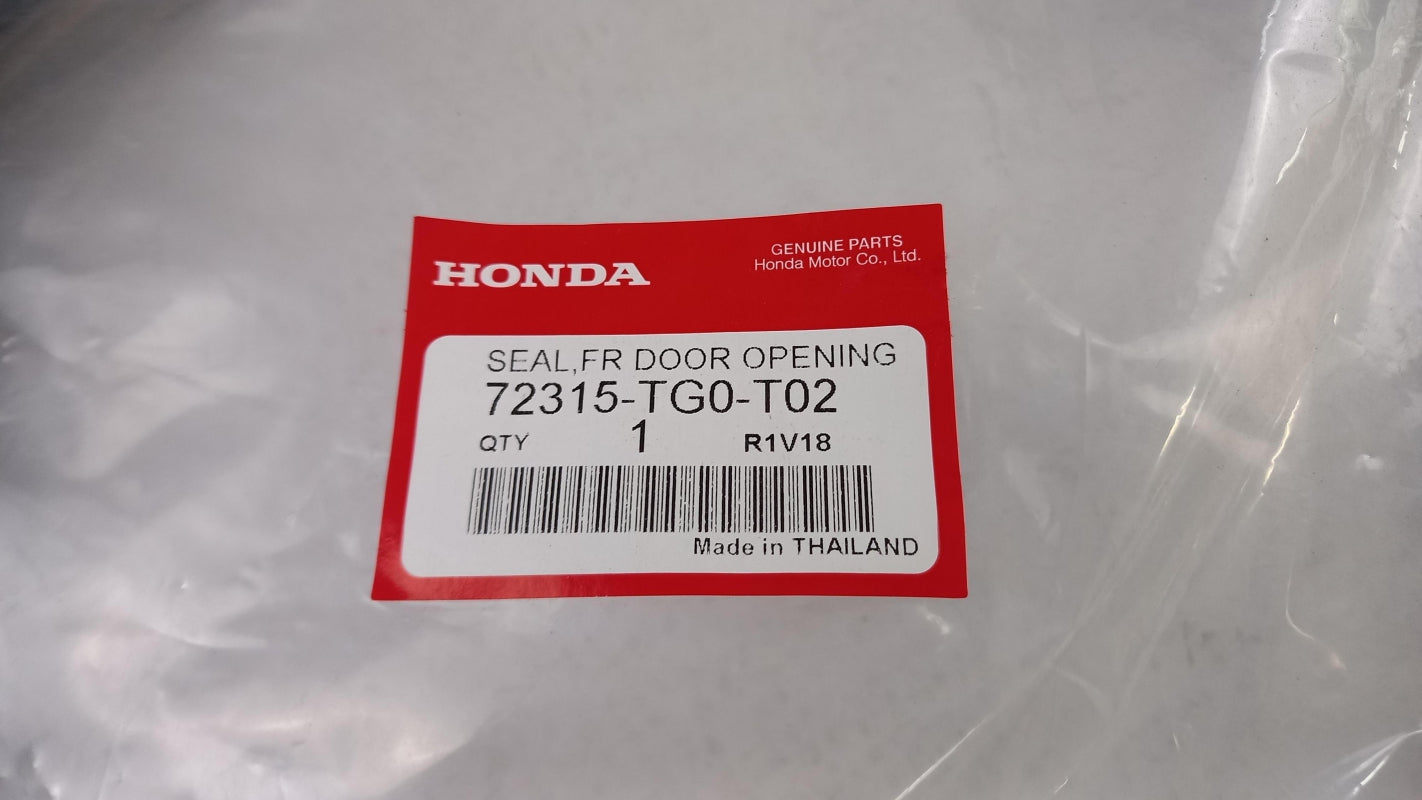 HONDA
GENUINE PARTS
Honda Motor Co., Ltd.
SEAL,FR DOOR OPENING
72315-TG0-T02
QTY 1 R1V18
Made in THAILAND